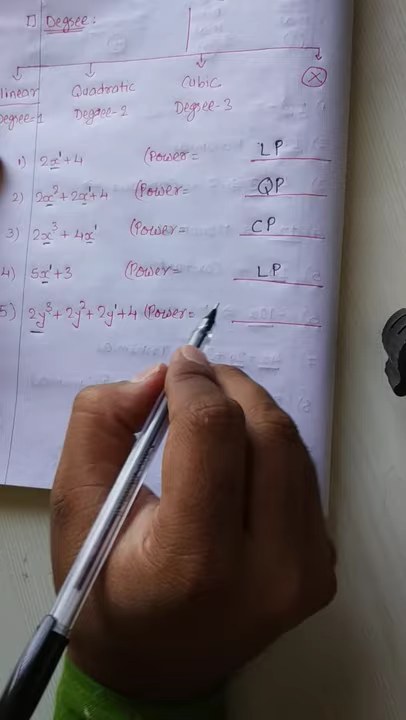 Degree:
linear Quadratic Cubic X
Degree-1 Degree-2 Degree-3
1) 2x¹+4 (Power= LP
2) 2x²+2x¹+4 (Power= QP
3) 2x³+4x¹ (Power= CP
4) 5x¹+3 (Power= LP
5) 2y³+2y²+2y¹+4 (Power=